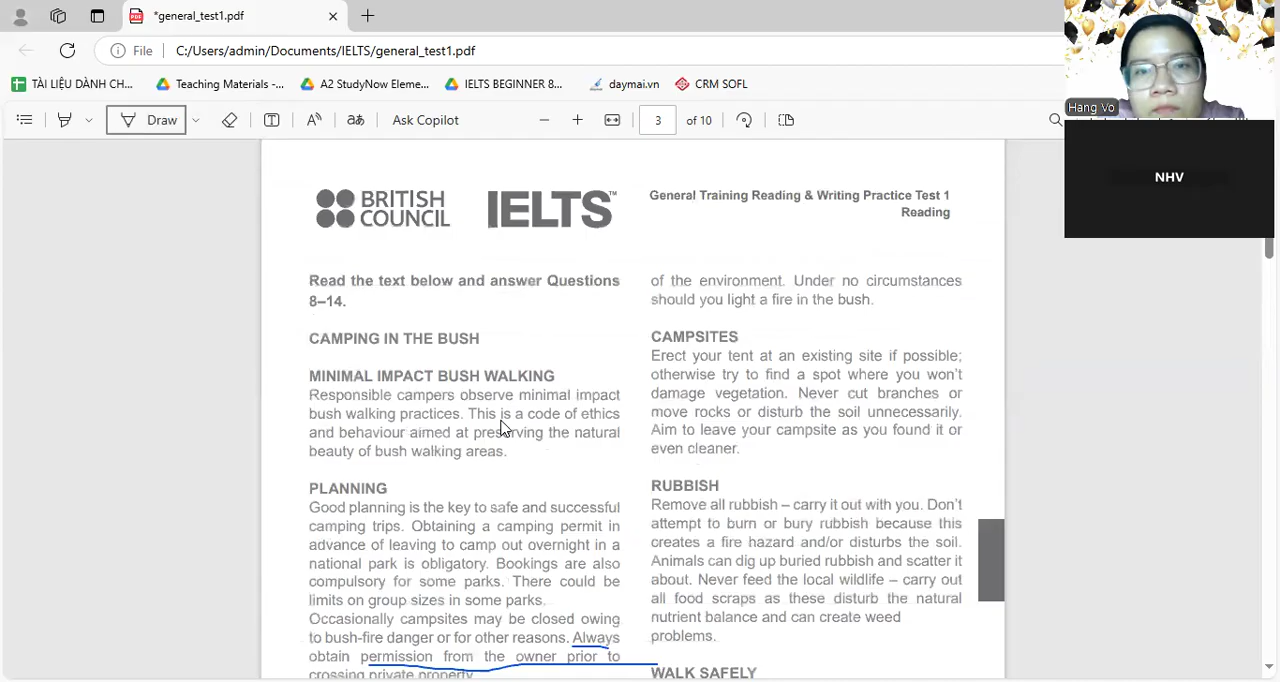 *general_test1.pdf
File
C:/Users/admin/Documents/IELTS/general_test1.pdf
TÀI LIỆU DÀNH CH...
Teaching Materials -...
A2 StudyNow Eleme...
IELTS BEGINNER 8...
daymai.vn
CRM SOFL
Draw
Ask Copilot
3
of 10
Hang Vo
NHV
BRITISH
COUNCIL
IELTS™
General Training Reading & Writing Practice Test 1
Reading
Read the text below and answer Questions
8–14.
CAMPING IN THE BUSH
MINIMAL IMPACT BUSH WALKING
Responsible campers observe minimal impact
bush walking practices. This is a code of ethics
and behaviour aimed at preserving the natural
beauty of bush walking areas.
PLANNING
Good planning is the key to safe and successful
camping trips. Obtaining a camping permit in
advance of leaving to camp out overnight in a
national park is obligatory. Bookings are also
compulsory for some parks. There could be
limits on group sizes in some parks.
Occasionally campsites may be closed owing
to bush-fire danger or for other reasons. Always
obtain permission from the owner prior to
crossing private property.
of the environment. Under no circumstances
should you light a fire in the bush.
CAMPSITES
Erect your tent at an existing site if possible;
otherwise try to find a spot where you won't
damage vegetation. Never cut branches or
move rocks or disturb the soil unnecessarily.
Aim to leave your campsite as you found it or
even cleaner.
RUBBISH
Remove all rubbish – carry it out with you. Don't
attempt to burn or bury rubbish because this
creates a fire hazard and/or disturbs the soil.
Animals can dig up buried rubbish and scatter it
about. Never feed the local wildlife – carry out
all food scraps as these disturb the natural
nutrient balance and can create weed
problems.
WALK SAFELY